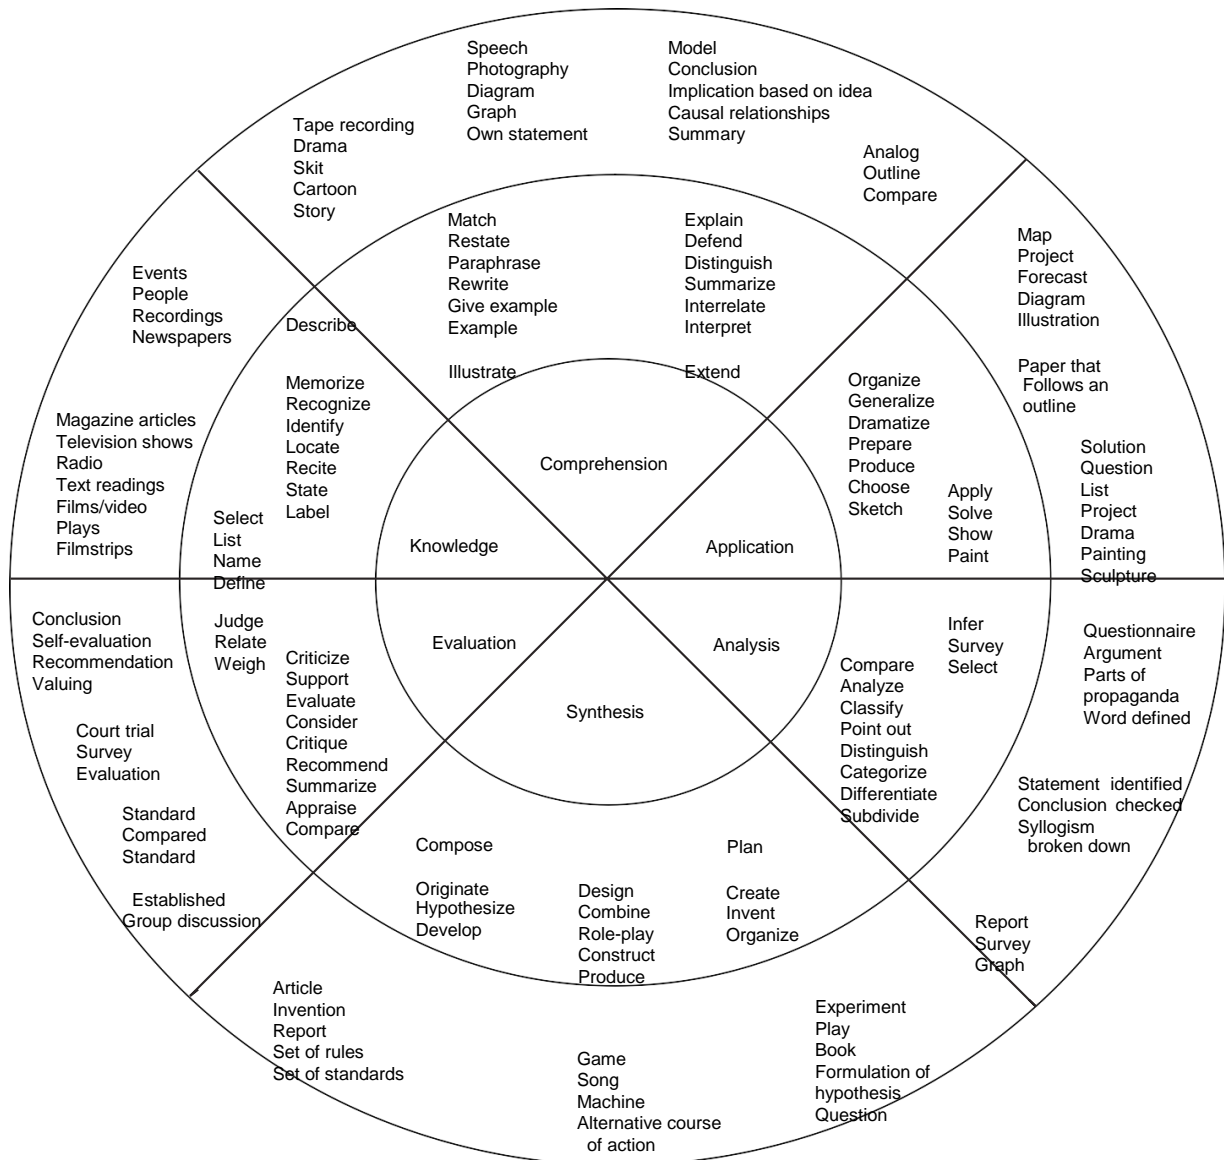 Speech
Photography
Diagram
Graph
Own statement
Model
Conclusion
Implication based on idea
Causal relationships
Summary
Tape recording
Drama
Skit
Cartoon
Story
Analog
Outline
Compare
Match
Restate
Paraphrase
Rewrite
Give example
Example
Illustrate
Explain
Defend
Distinguish
Summarize
Interrelate
Interpret
Extend
Map
Project
Forecast
Diagram
Illustration
Paper that
Follows an
outline
Events
People
Recordings
Newspapers
Describe
Memorize
Recognize
Identify
Locate
Recite
State
Label
Organize
Generalize
Dramatize
Prepare
Produce
Choose
Sketch
Magazine articles
Television shows
Radio
Text readings
Films/video
Plays
Filmstrips
Select
List
Name
Define
Comprehension
Knowledge
Application
Apply
Solve
Show
Paint
Solution
Question
List
Project
Drama
Painting
Sculpture
Conclusion
Self-evaluation
Recommendation
Valuing
Judge
Relate
Weigh
Evaluation
Analysis
Synthesis
Infer
Survey
Select
Questionnaire
Argument
Parts of
propaganda
Word defined
Criticize
Support
Evaluate
Consider
Critique
Recommend
Summarize
Appraise
Compare
Compare
Analyze
Classify
Point out
Distinguish
Categorize
Differentiate
Subdivide
Court trial
Survey
Evaluation
Standard
Compared
Standard
Established
Group discussion
Statement identified
Conclusion checked
Syllogism
broken down
Compose
Originate
Hypothesize
Develop
Design
Combine
Role-play
Construct
Produce
Plan
Create
Invent
Organize
Report
Survey
Graph
Article
Invention
Report
Set of rules
Set of standards
Game
Song
Machine
Alternative course
of action
Experiment
Play
Book
Formulation of
hypothesis
Question